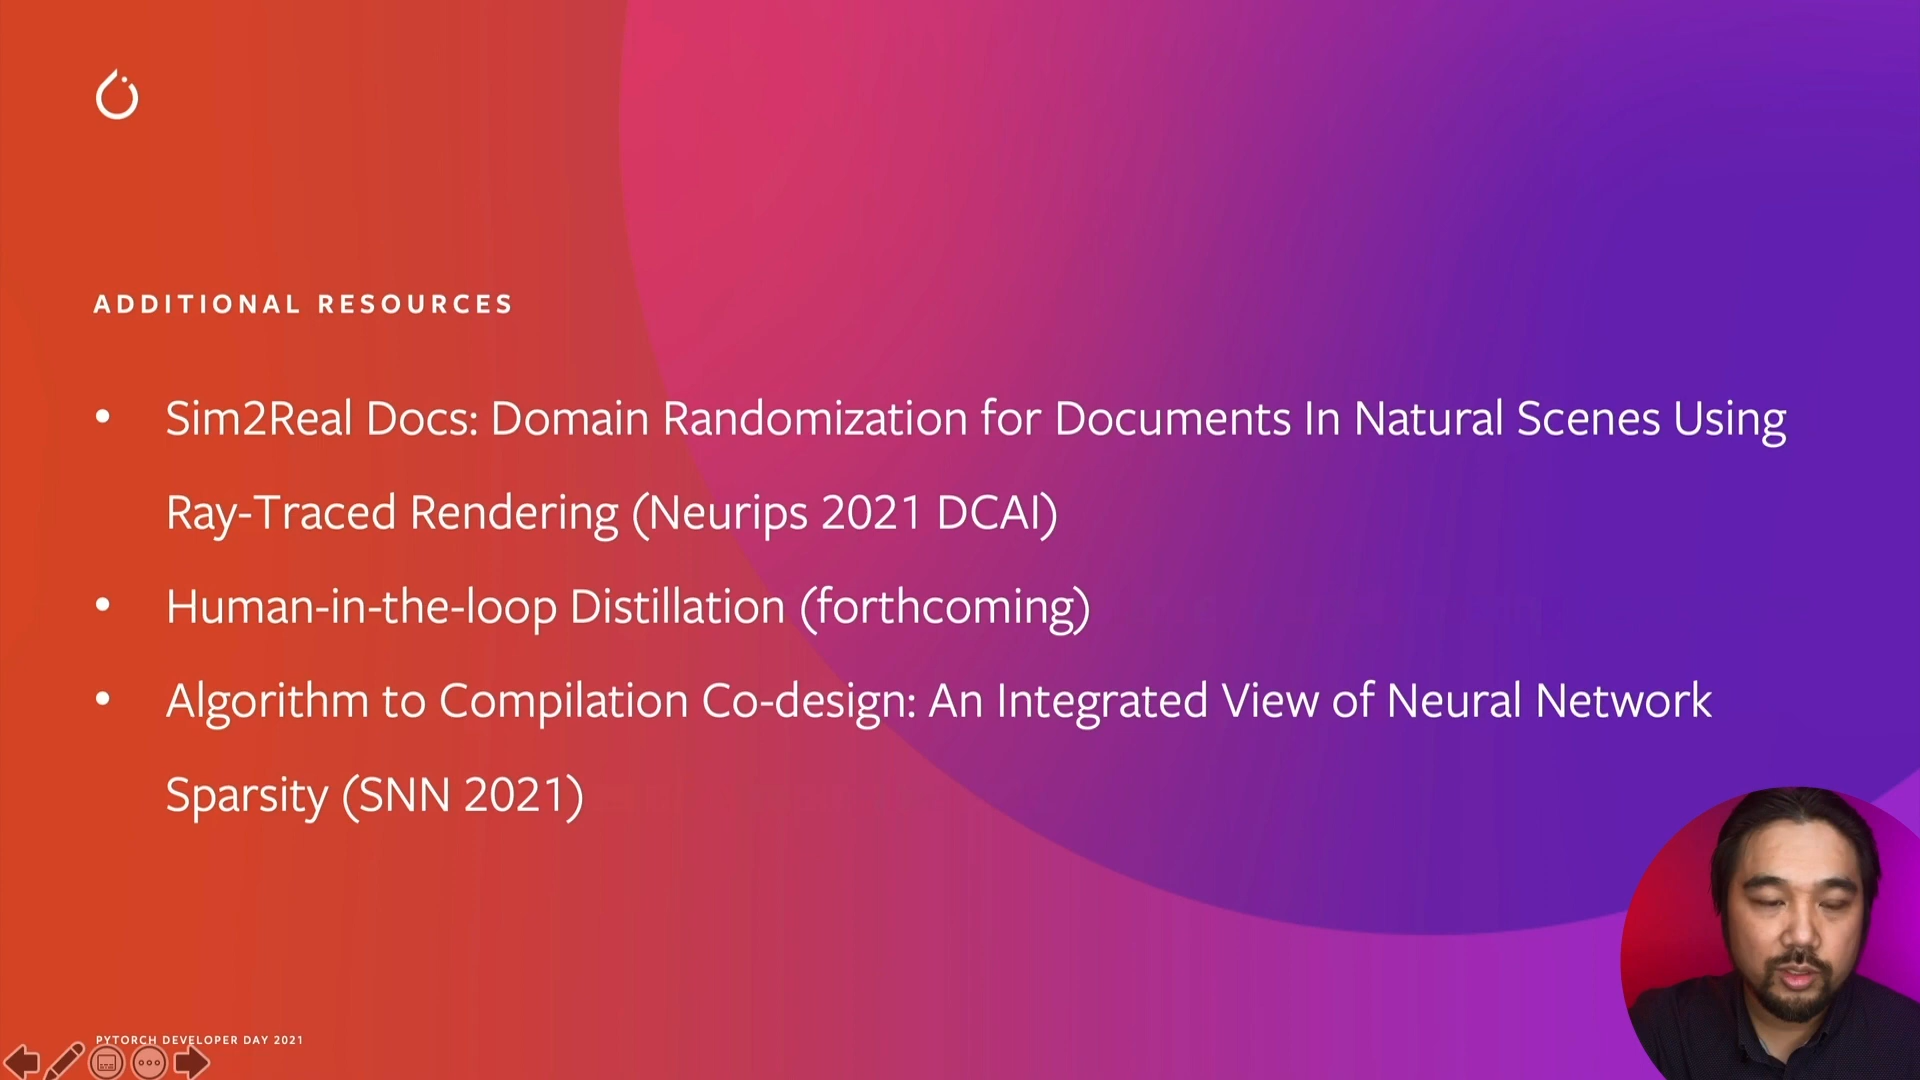 ADDITIONAL RESOURCES
• Sim2Real Docs: Domain Randomization for Documents In Natural Scenes Using
Ray-Traced Rendering (Neurips 2021 DCAI)
• Human-in-the-loop Distillation (forthcoming)
• Algorithm to Compilation Co-design: An Integrated View of Neural Network
Sparsity (SNN 2021)
PYTORCH DEVELOPER DAY 2021